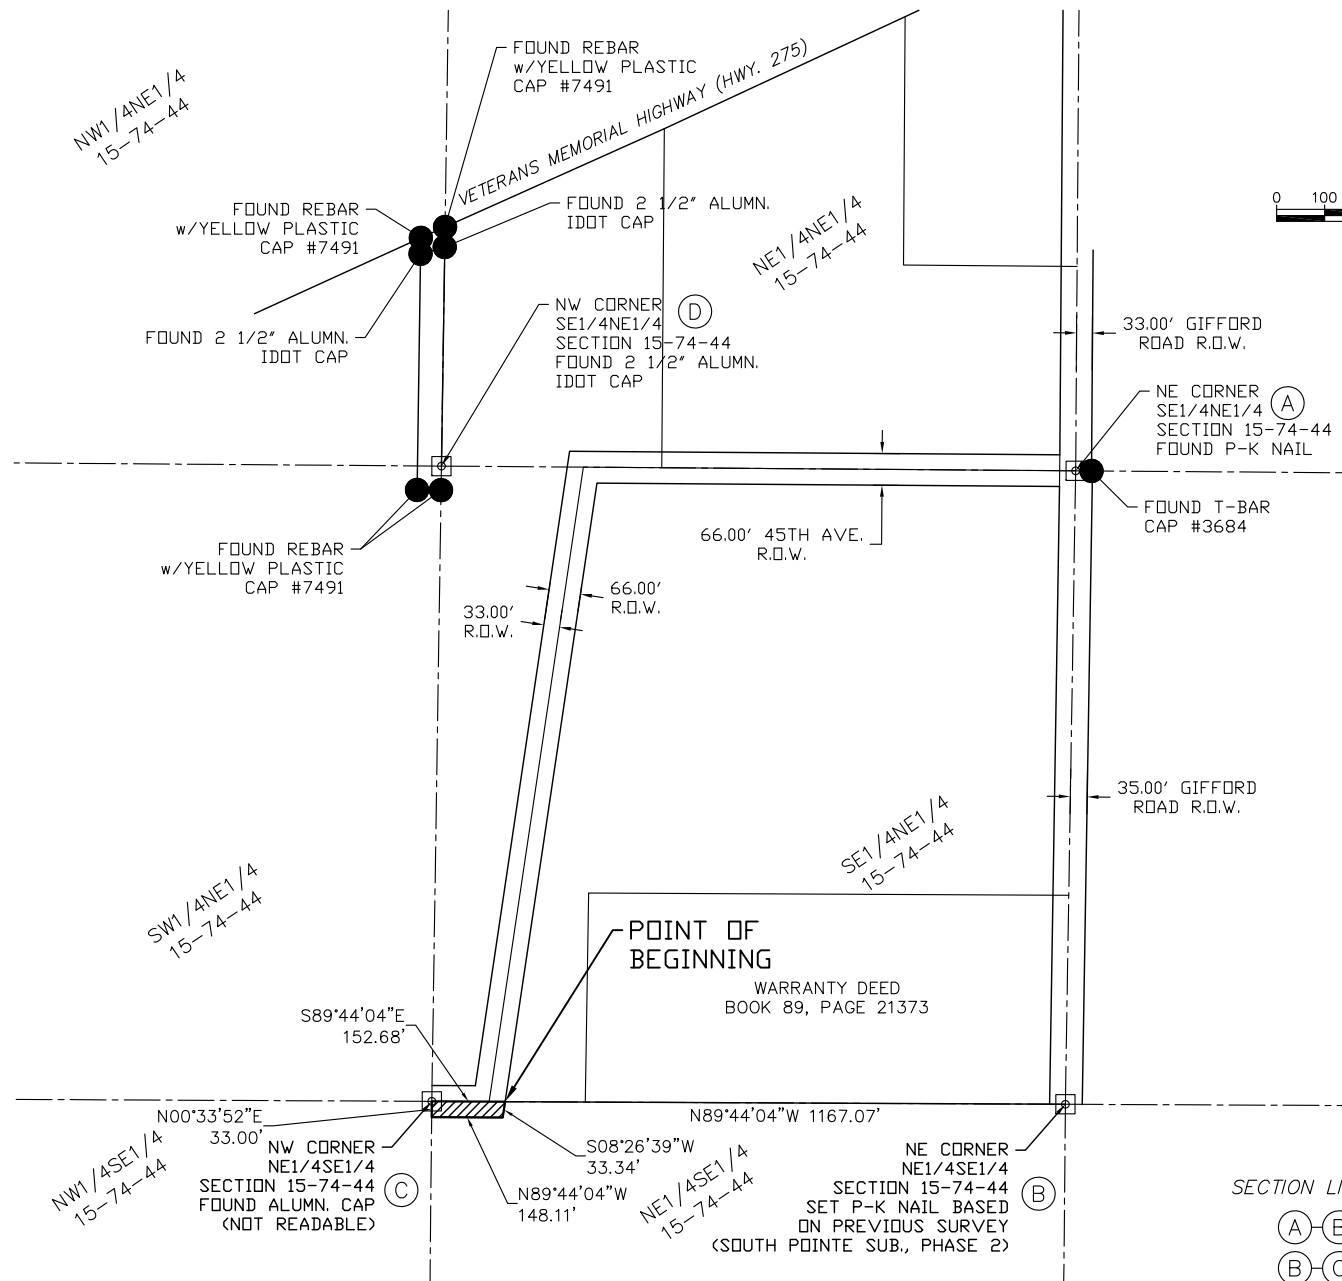 FOUND REBAR
w/YELLOW PLASTIC
CAP #7491
VETERANS MEMORIAL HIGHWAY (HWY. 275)
NW1/4NE1/4
15-74-44
FOUND REBAR
w/YELLOW PLASTIC
CAP #7491
FOUND 2 1/2" ALUMN.
IDOT CAP
NE1/4NE1/4
15-74-44
0 100
FOUND 2 1/2" ALUMN.
IDOT CAP
NW CORNER
SE1/4NE1/4
SECTION 15-74-44
FOUND 2 1/2" ALUMN.
IDOT CAP
D
33.00' GIFFORD
ROAD R.O.W.
NE CORNER
SE1/4NE1/4
SECTION 15-74-44
FOUND P-K NAIL
A
FOUND T-BAR
CAP #3684
66.00' 45TH AVE.
R.O.W.
FOUND REBAR
w/YELLOW PLASTIC
CAP #7491
66.00'
R.O.W.
33.00'
R.O.W.
35.00' GIFFORD
ROAD R.O.W.
SE1/4NE1/4
15-74-44
SW1/4NE1/4
15-74-44
POINT OF
BEGINNING
WARRANTY DEED
BOOK 89, PAGE 21373
S89°44'04"E
152.68'
N00°33'52"E
33.00'
N89°44'04"W 1167.07'
NW CORNER
NE1/4SE1/4
SECTION 15-74-44
FOUND ALUMN. CAP
(NOT READABLE)
C
S08°26'39"W
33.34'
N89°44'04"W
148.11'
NW1/4SE1/4
15-74-44
NE1/4SE1/4
15-74-44
NE CORNER
NE1/4SE1/4
SECTION 15-74-44
SET P-K NAIL BASED
ON PREVIOUS SURVEY
(SOUTH POINTE SUB., PHASE 2)
B
SECTION
A-B
B-C